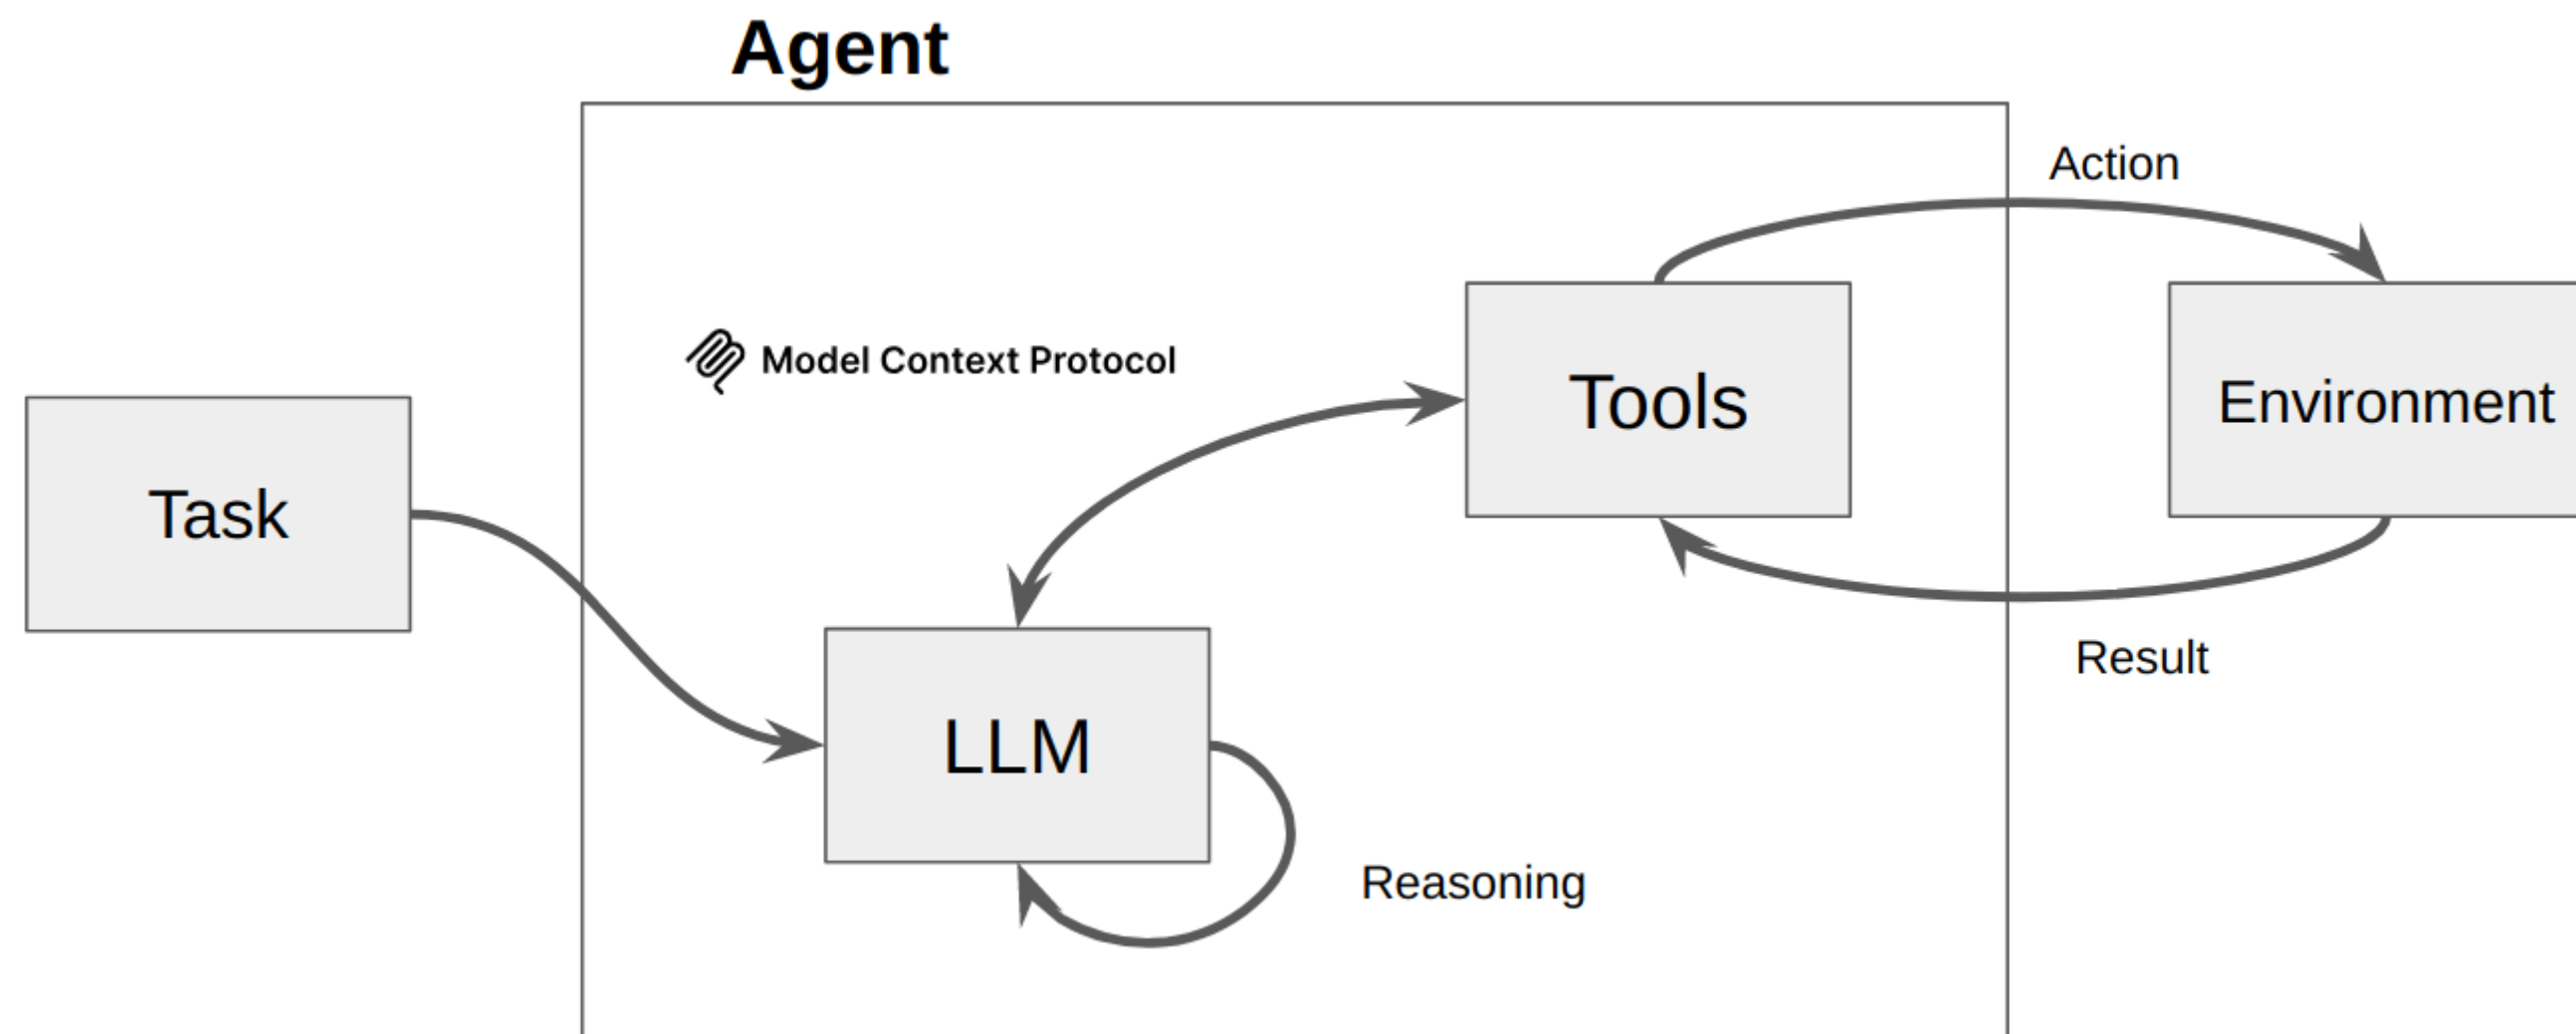 Agent
Action
Model Context Protocol
Tools
Environment
Task
Result
LLM
Reasoning